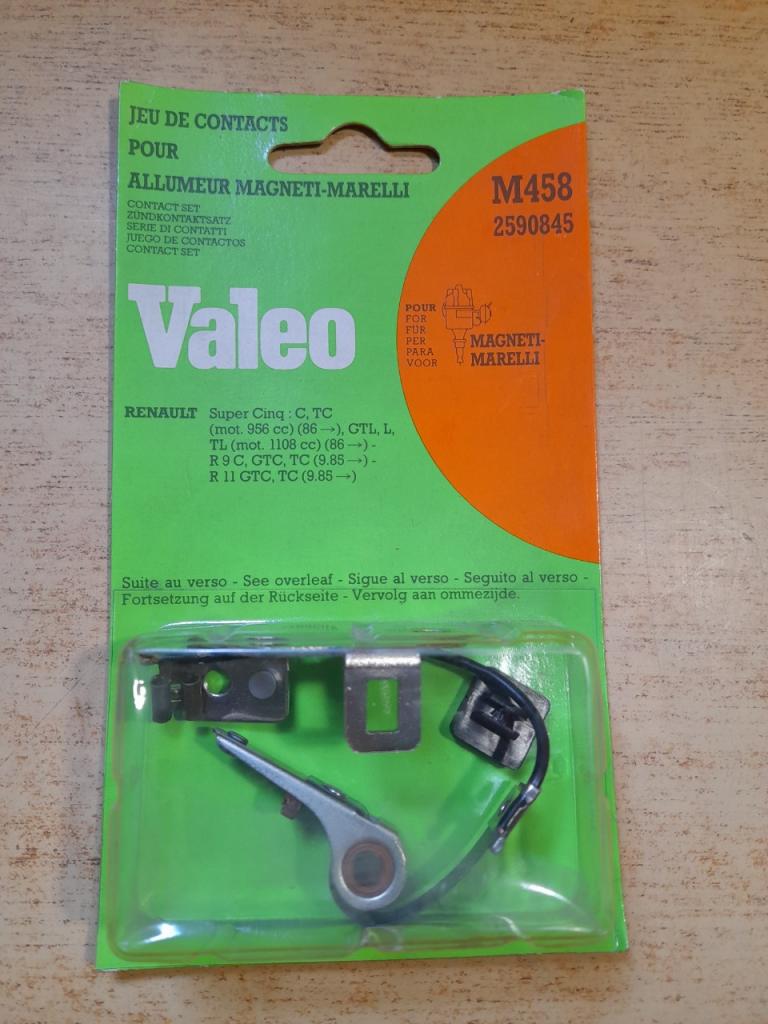 JEU DE CONTACTS
POUR
ALLUMEUR MAGNETI-MARELLI
CONTACT SET
ZÜNDKONTAKTSATZ
SERIE DI CONTATTI
JUEGO DE CONTACTOS
CONTACT SET
M458
2590845
Valeo
POUR
FOR
FÜR
PER
PARA
VOOR
MAGNETI-
MARELLI
RENAULT Super Cinq : C, TC
(mot. 956 cc) (86 →), GTL, L,
TL (mot. 1108 cc) (86 →) -
R 9 C, GTC, TC (9.85 →) -
R 11 GTC, TC (9.85 →)
Suite au verso - See overleaf - Sigue al verso - Seguito al verso -
Fortsetzung auf der Rückseite - Vervolg aan ommezijde.